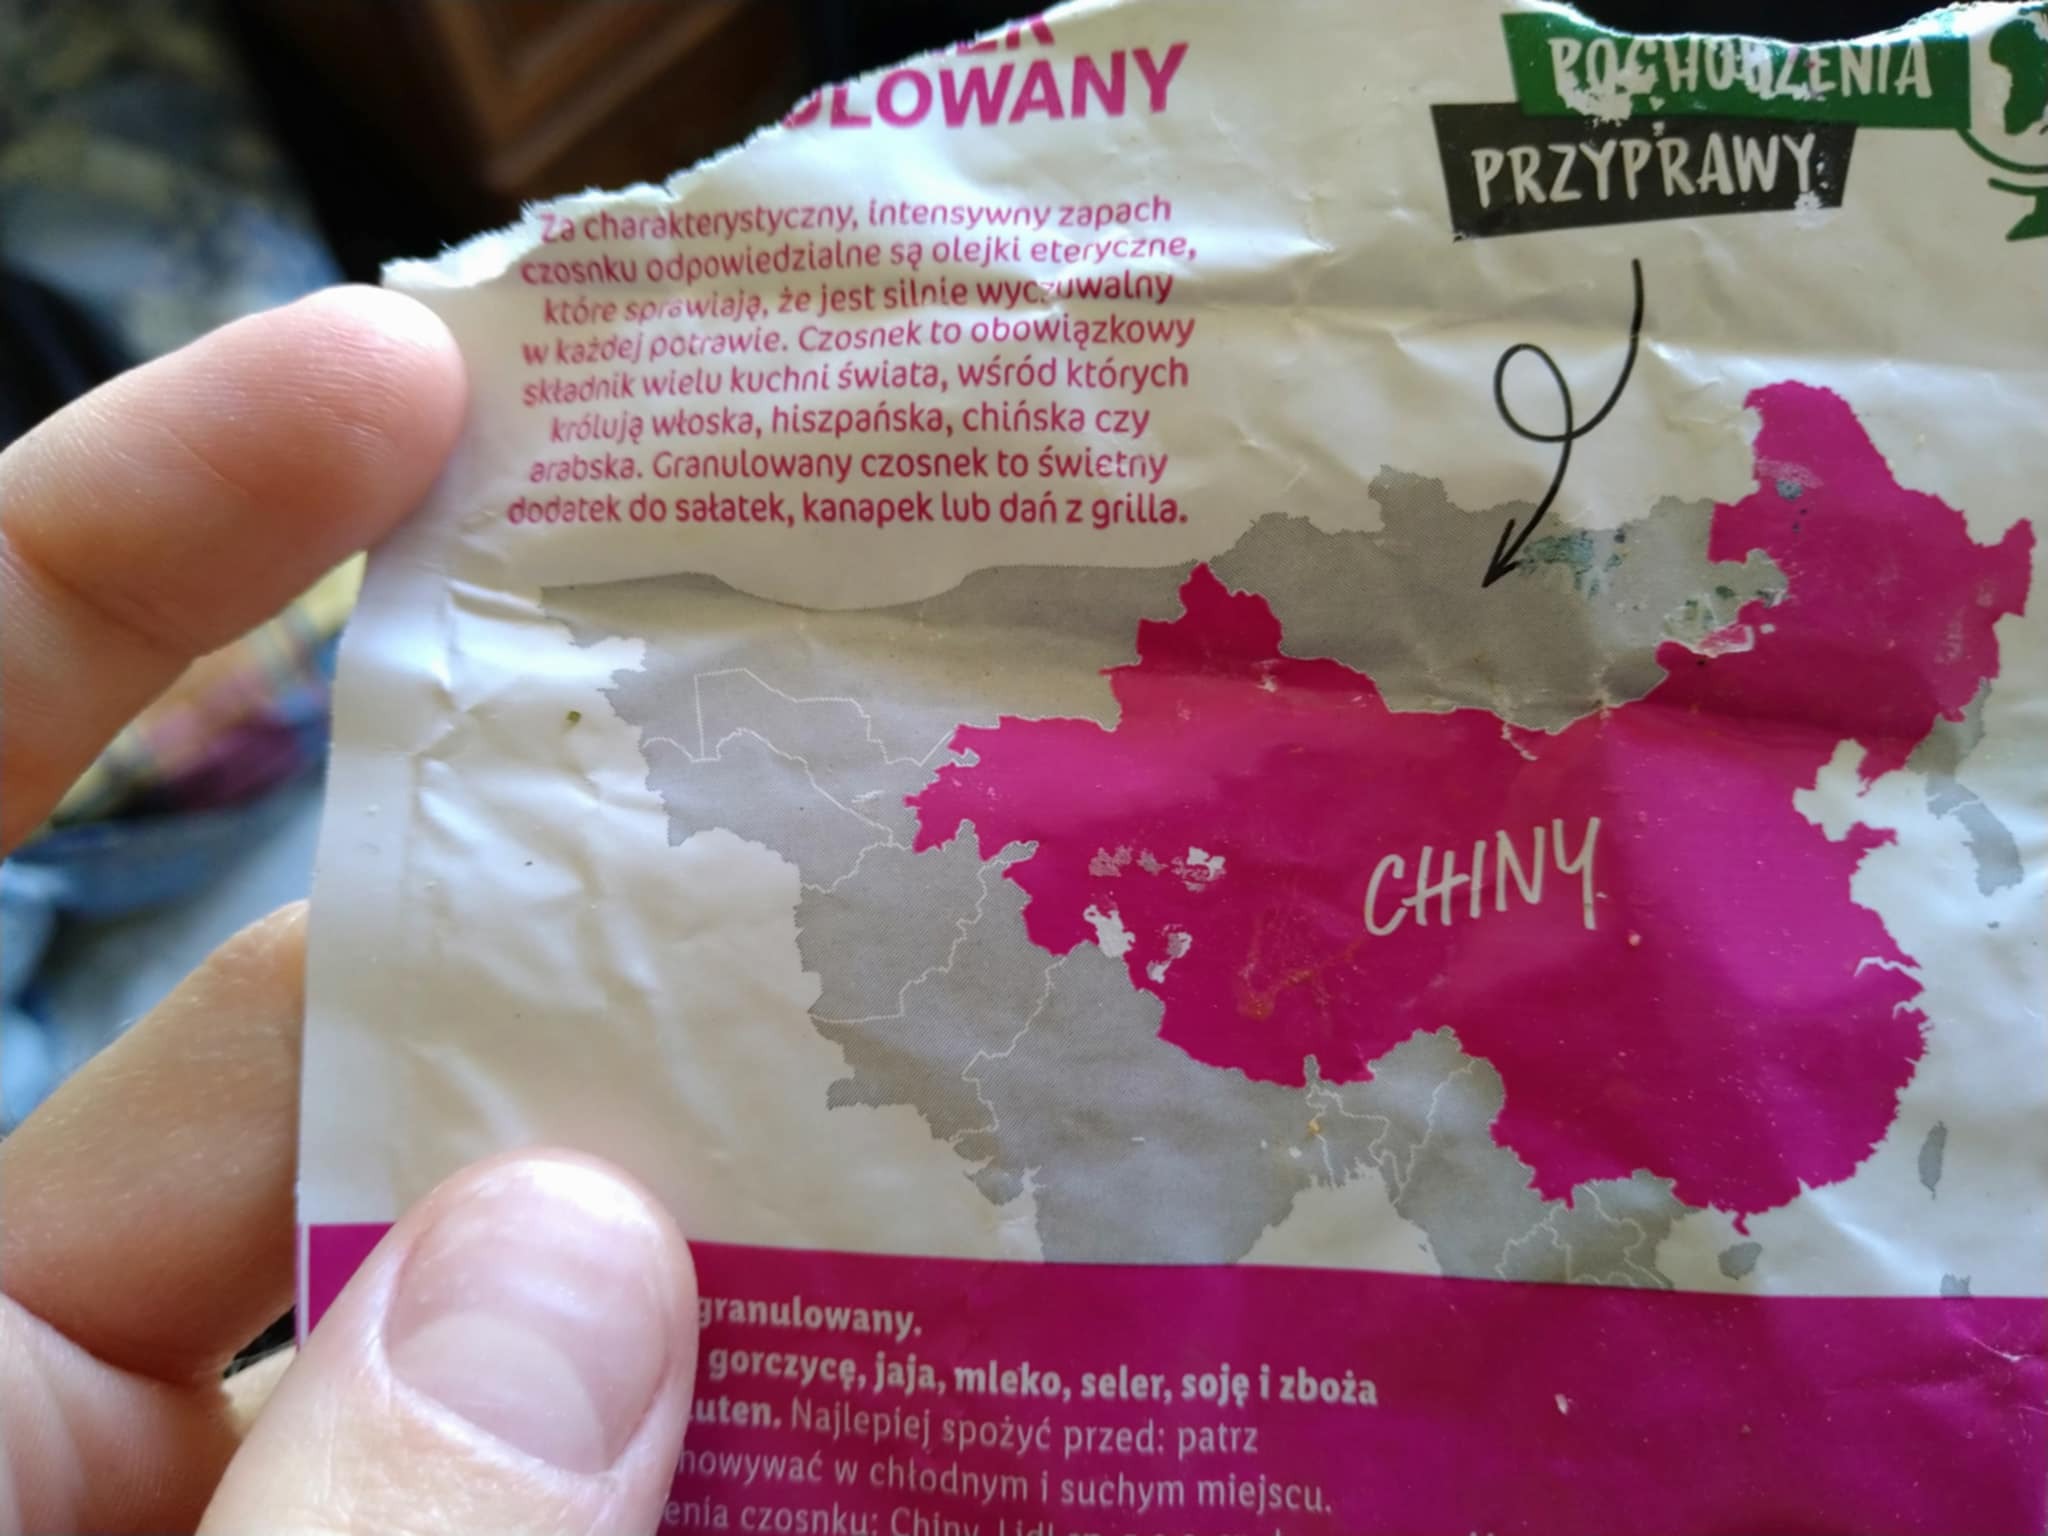 POCHODZENIA
PRZYPRAWY
Za charakterystyczny, intensywny zapach
czosnku odpowiedzialne są olejki eteryczne,
które sprawiają, że jest silnie wyczuwalny
w każdej potrawie. Czosnek to obowiązkowy
składnik wielu kuchni świata, wśród których
królują włoska, hiszpańska, chińska czy
arabska. Granulowany czosnek to świetny
dodatek do sałatek, kanapek lub dań z grilla.
CHINY
granulowany.
gorczycę, jaja, mleko, seler, soję i zboża
Najlepiej spożyć przed: patrz
w chłodnym i suchym miejscu.
czosnku: Chiny. Lidl